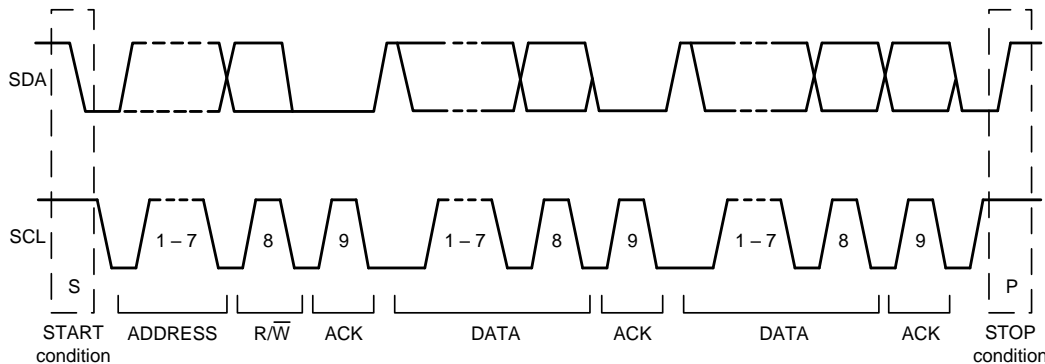 SDA
SCL
1 – 7 8 9 1 – 7 8 9 1 – 7 8 9
S P
START condition ADDRESS R/W̅ ACK DATA ACK DATA ACK STOP condition